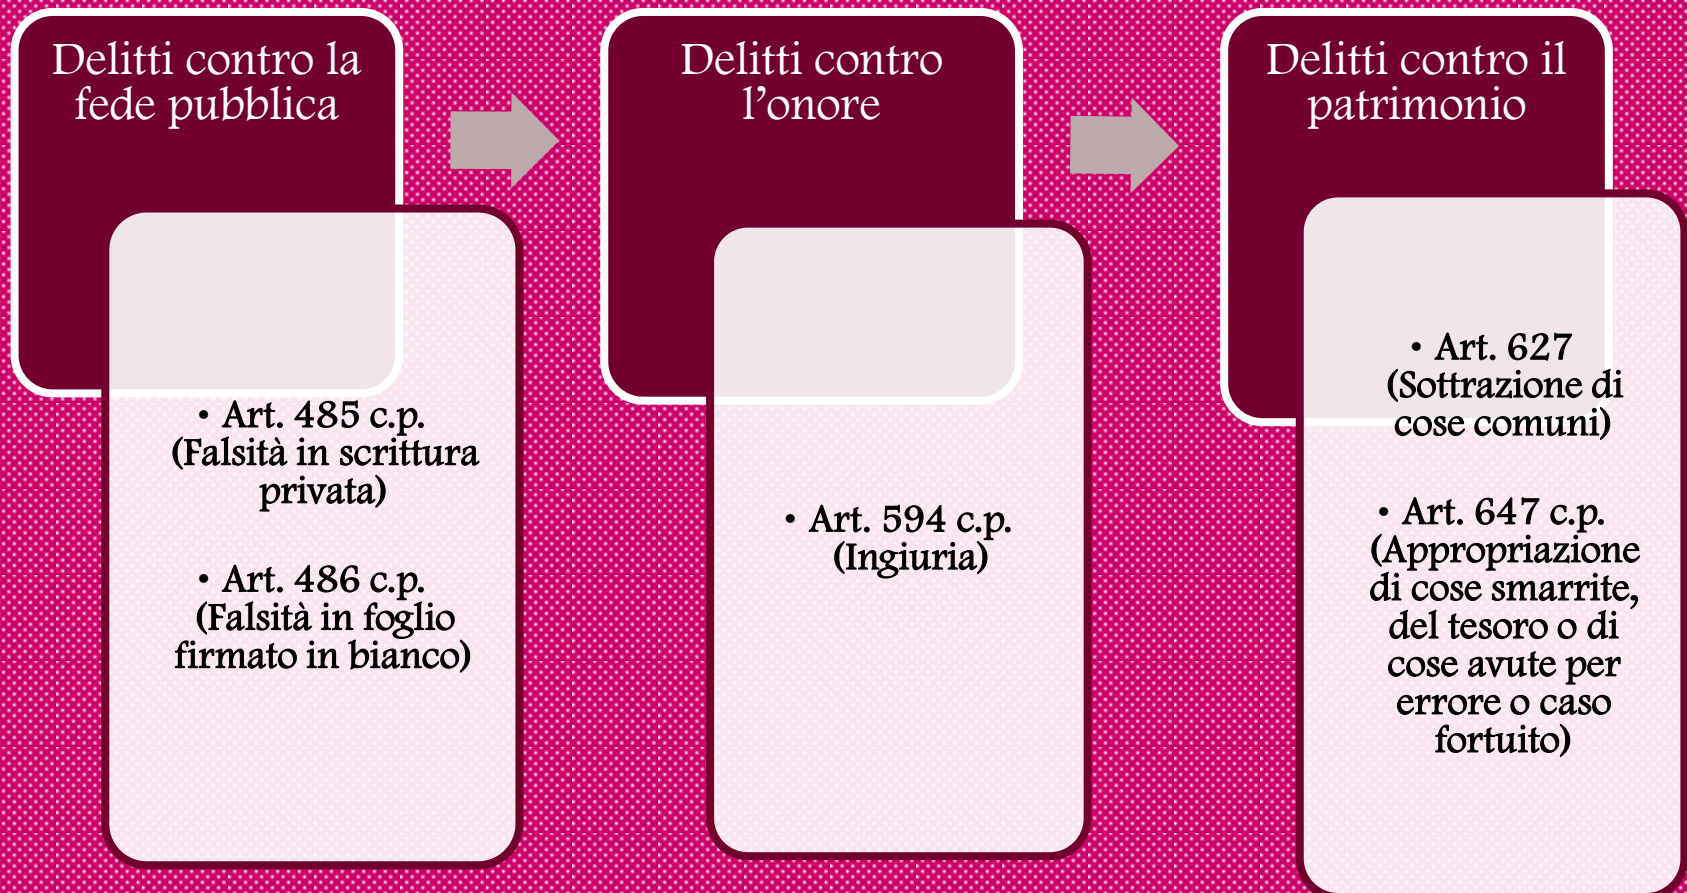 Delitti contro la
fede pubblica
• Art. 485 c.p.
(Falsità in scrittura
privata)
• Art. 486 c.p.
(Falsità in foglio
firmato in bianco)
Delitti contro
l’onore
• Art. 594 c.p.
(Ingiuria)
Delitti contro il
patrimonio
• Art. 627
(Sottrazione di
cose comuni)
• Art. 647 c.p.
(Appropriazione
di cose smarrite,
del tesoro o di
cose avute per
errore o caso
fortuito)